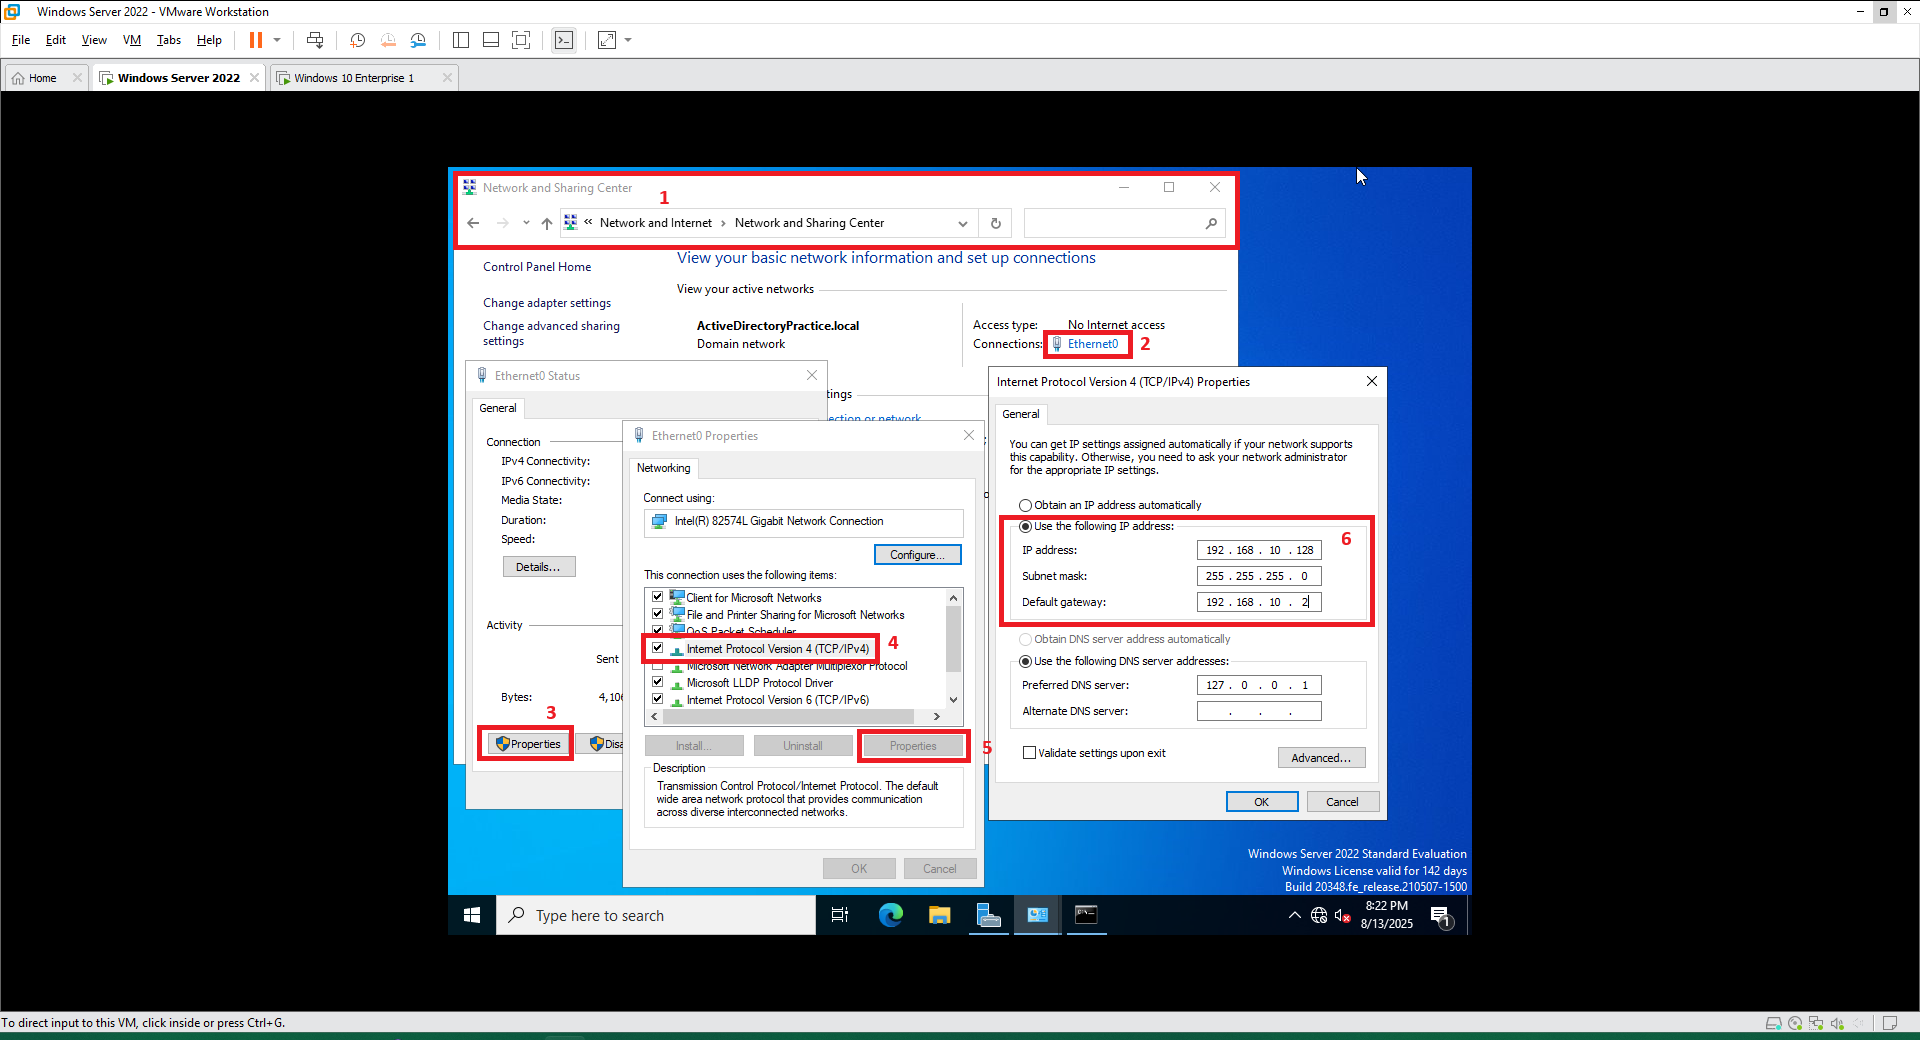 Windows Server 2022 - VMware Workstation
File Edit View VM Tabs Help
Home
Windows Server 2022
Windows 10 Enterprise 1
Network and Sharing Center
1
« Network and Internet › Network and Sharing Center
Control Panel Home
Change adapter settings
Change advanced sharing
settings
View your basic network information and set up connections
View your active networks
ActiveDirectoryPractice.local
Domain network
Access type: No Internet access
Connections: Ethernet0 2
Ethernet0 Status
General
Connection
IPv4 Connectivity:
IPv6 Connectivity:
Media State:
Duration:
Speed:
Details...
Activity
Sent
Bytes: 4,106
3
Properties
Disa
Ethernet0 Properties
Networking
Connect using:
Intel(R) 82574L Gigabit Network Connection
Configure...
This connection uses the following items:
Client for Microsoft Networks
File and Printer Sharing for Microsoft Networks
QoS Packet Scheduler
Internet Protocol Version 4 (TCP/IPv4) 4
Microsoft Network Adapter Multiplexor Protocol
Microsoft LLDP Protocol Driver
Internet Protocol Version 6 (TCP/IPv6)
Install... Uninstall Properties 5
Description
Transmission Control Protocol/Internet Protocol. The default
wide area network protocol that provides communication
across diverse interconnected networks.
OK Cancel
Internet Protocol Version 4 (TCP/IPv4) Properties
General
You can get IP settings assigned automatically if your network supports
this capability. Otherwise, you need to ask your network administrator
for the appropriate IP settings.
Obtain an IP address automatically
Use the following IP address:
6
IP address: 192 . 168 . 10 . 128
Subnet mask: 255 . 255 . 255 . 0
Default gateway: 192 . 168 . 10 . 2
Obtain DNS server address automatically
Use the following DNS server addresses:
Preferred DNS server: 127 . 0 . 0 . 1
Alternate DNS server: . . .
Validate settings upon exit
Advanced...
OK Cancel
Windows Server 2022 Standard Evaluation
Windows License valid for 142 days
Build 20348.fe_release.210507-1500
Type here to search
8:22 PM
8/13/2025
1
To direct input to this VM, click inside or press Ctrl+G.